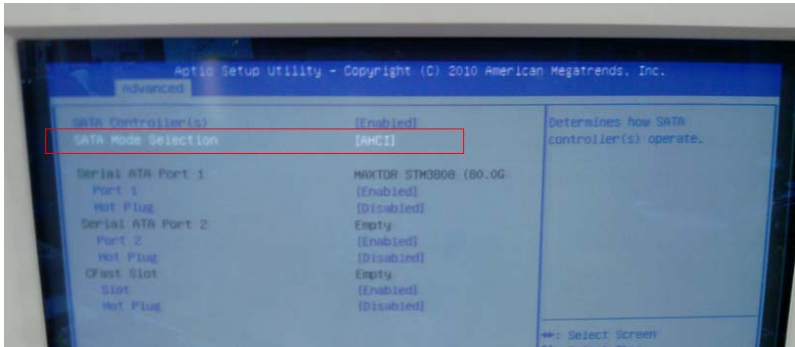 Aptio Setup Utility - Copyright (C) 2010 American Megatrends, Inc.
Advanced
SATA Controller(s) [Enabled]
SATA Mode Selection [AHCI]
Serial ATA Port 1 MAXTOR STM3808 (80.0G
Port 1 [Enabled]
Hot Plug [Disabled]
Serial ATA Port 2 Empty
Port 2 [Enabled]
Hot Plug [Disabled]
CFast Slot Empty
Slot [Enabled]
Hot Plug [Disabled]
Determines how SATA
controller(s) operate.
: Select Screen